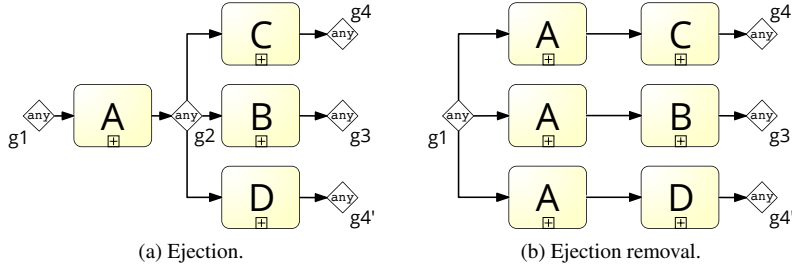 C
any
g4
any
g1
A
any
g2
B
any
g3
D
any
g4'
(a) Ejection.
A
C
any
g4
any
g1
A
B
any
g3
A
D
any
g4'
(b) Ejection removal.